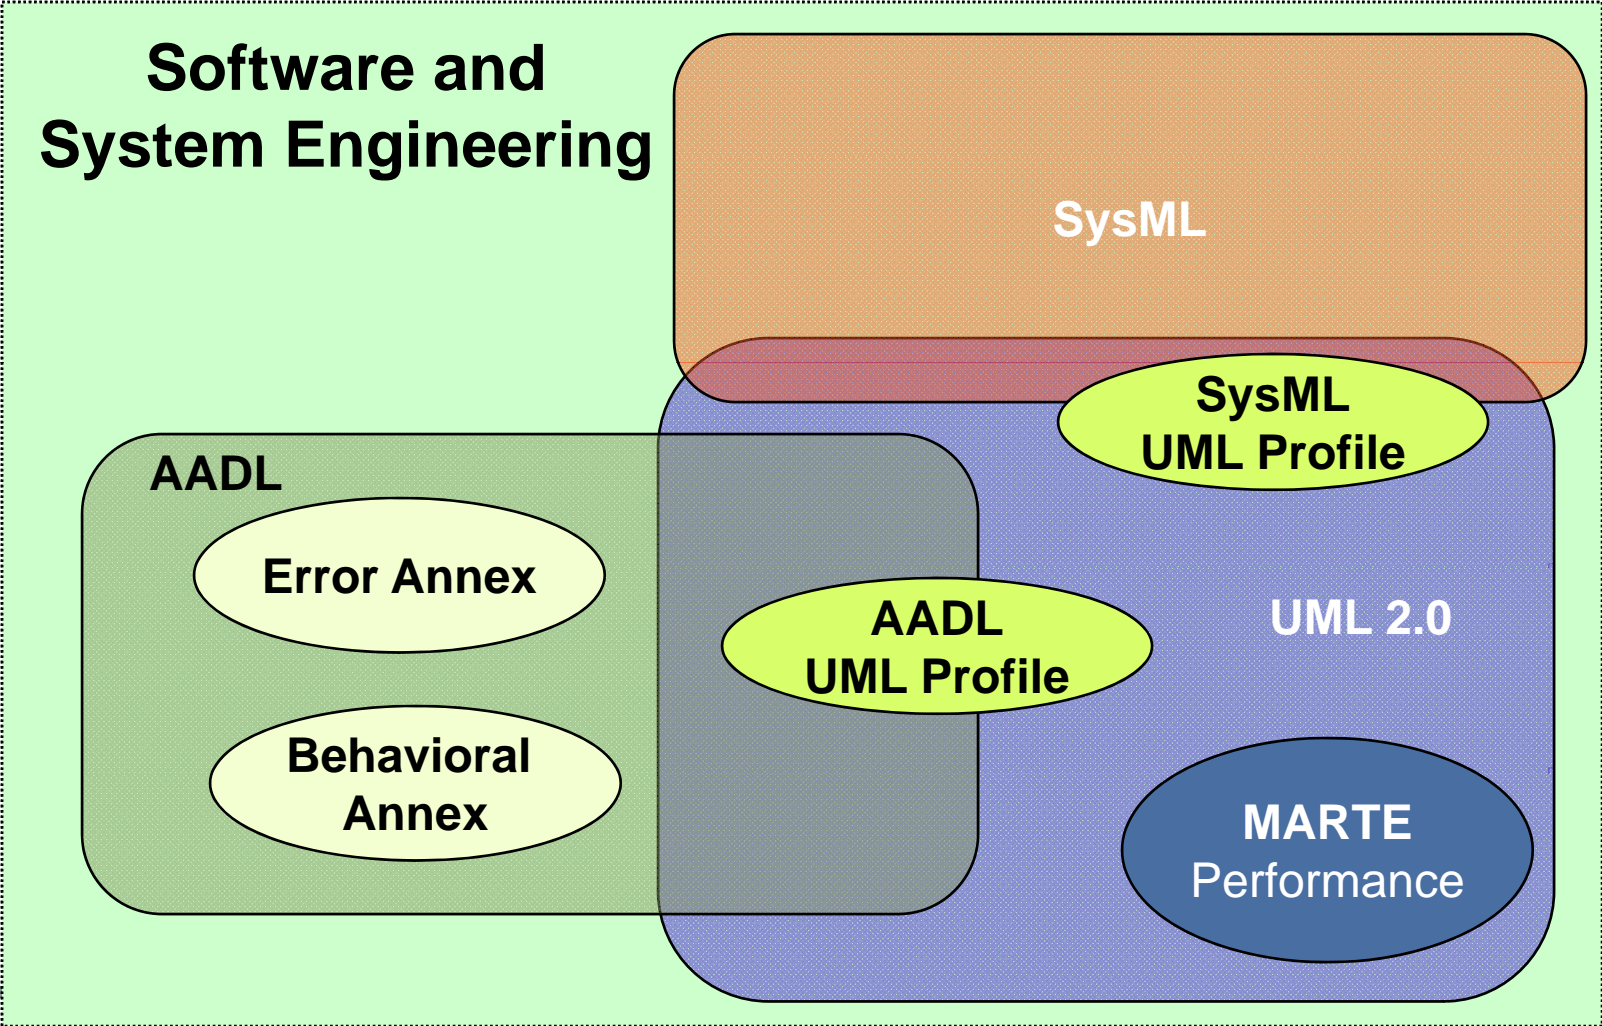 Software and
System Engineering
SysML
SysML
UML Profile
AADL
Error Annex
AADL
UML Profile
UML 2.0
Behavioral
Annex
MARTE
Performance